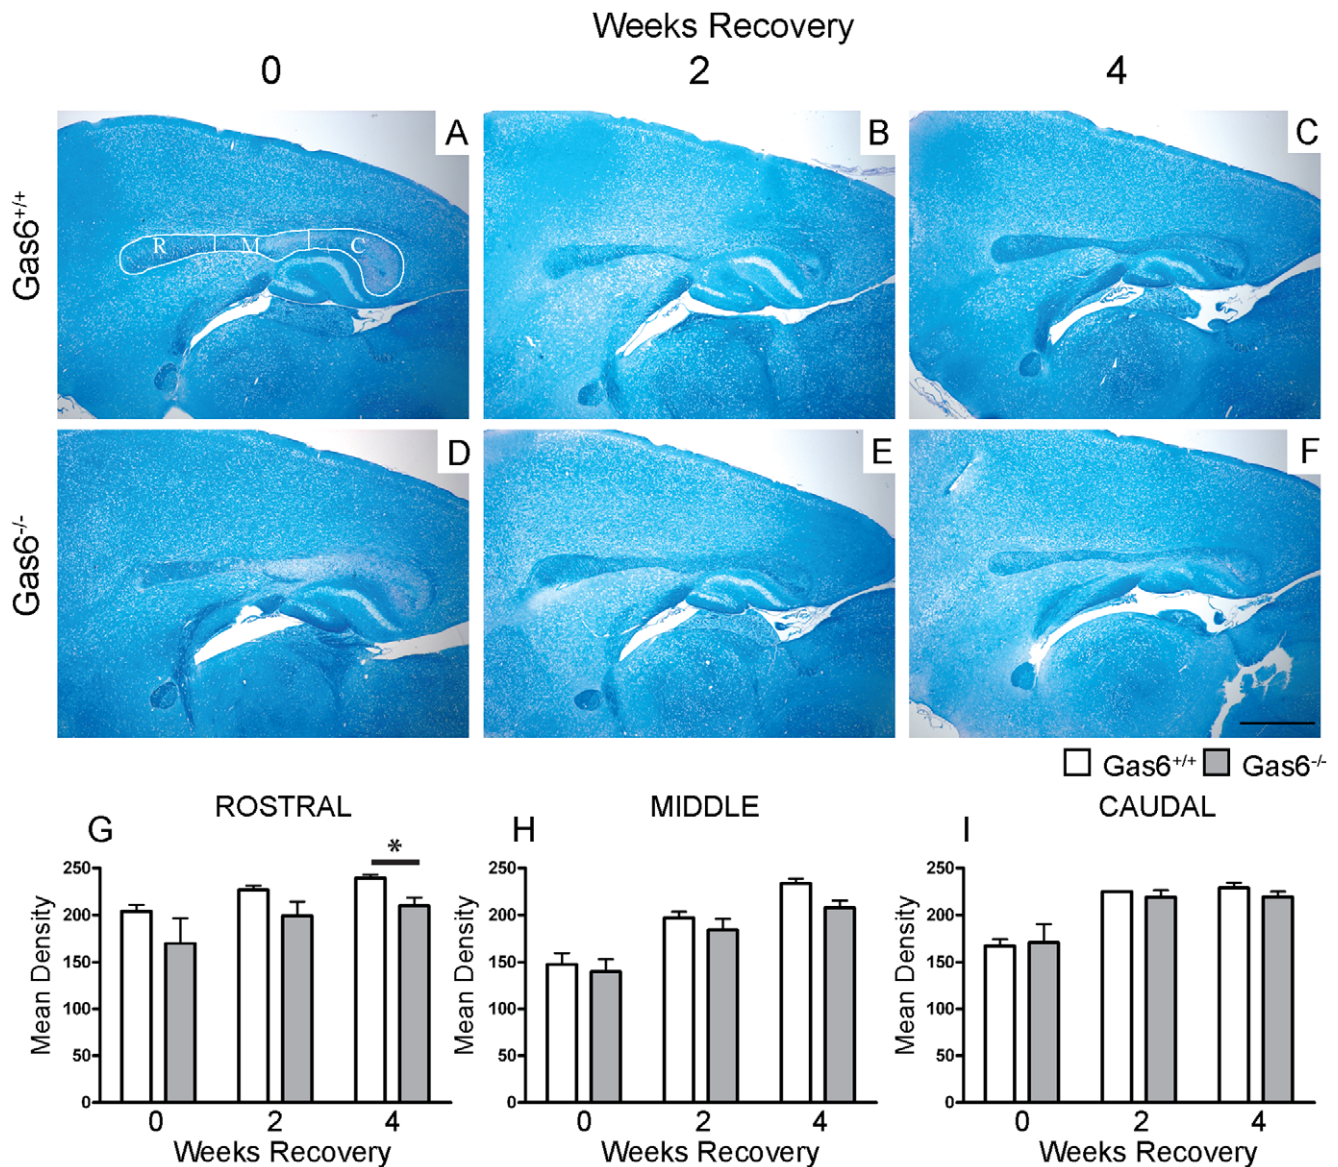 Weeks Recovery
0 2 4
Gas6+/+
A B C
R M C
Gas6-/-
D E F
Gas6+/+ Gas6-/-
ROSTRAL MIDDLE CAUDAL
G H I
*
Mean Density
250
200
150
100
50
0
0 2 4
Weeks Recovery
Mean Density
250
200
150
100
50
0
0 2 4
Weeks Recovery
Mean Density
250
200
150
100
50
0
0 2 4
Weeks Recovery